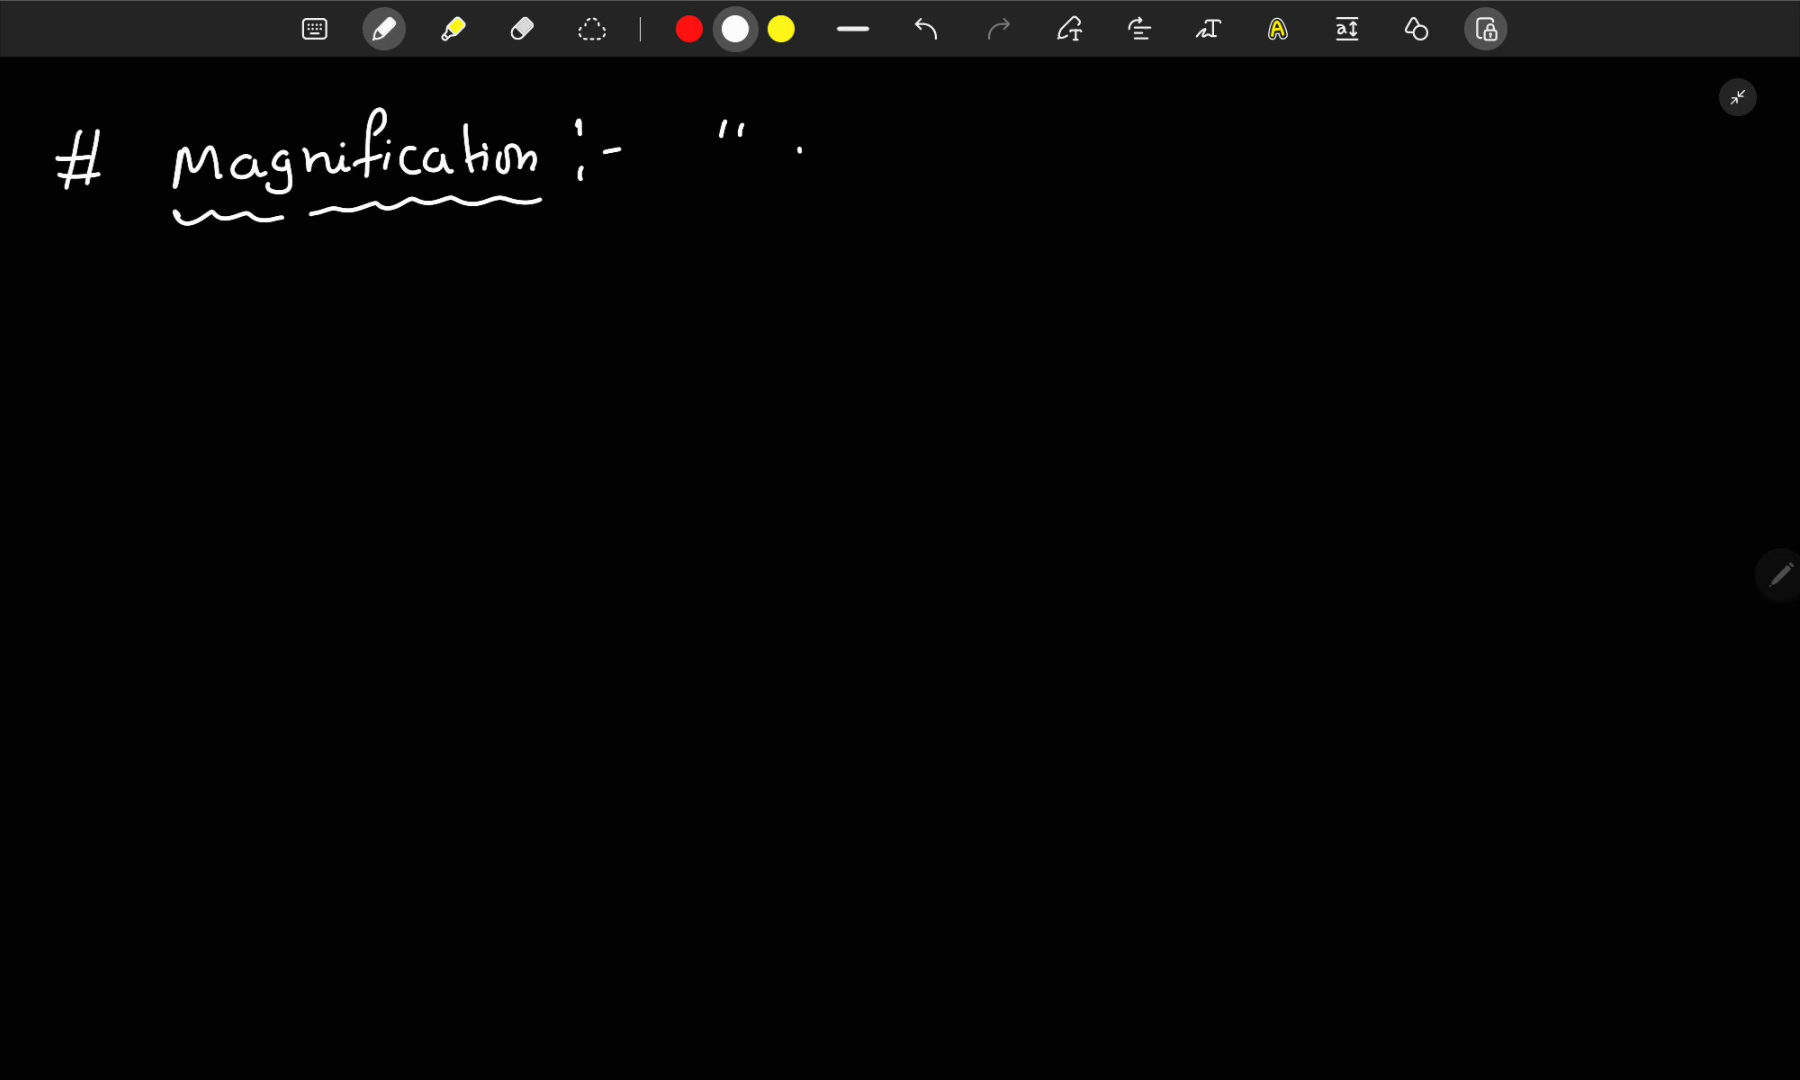 # Magnification :- " .